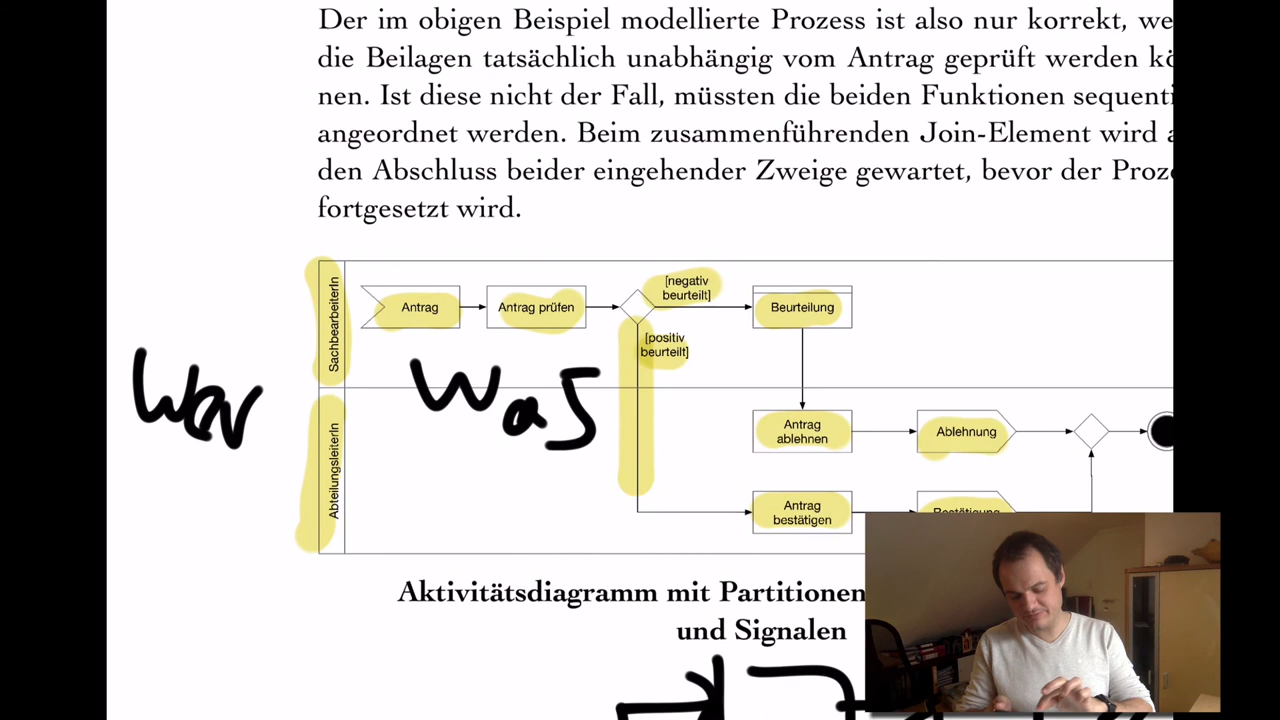 Der im obigen Beispiel modellierte Prozess ist also nur korrekt, we
die Beilagen tatsächlich unabhängig vom Antrag geprüft werden kö
nen. Ist diese nicht der Fall, müssten die beiden Funktionen sequenti
angeordnet werden. Beim zusammenführenden Join-Element wird a
den Abschluss beider eingehender Zweige gewartet, bevor der Proze
fortgesetzt wird.
SachbearbeiterIn
Antrag
Antrag prüfen
[negativ
beurteilt]
Beurteilung
[positiv
beurteilt]
Wer
Was
AbteilungsleiterIn
Antrag
ablehnen
Ablehnung
Antrag
bestätigen
Bestätigung
Aktivitätsdiagramm mit Partitionen
und Signalen